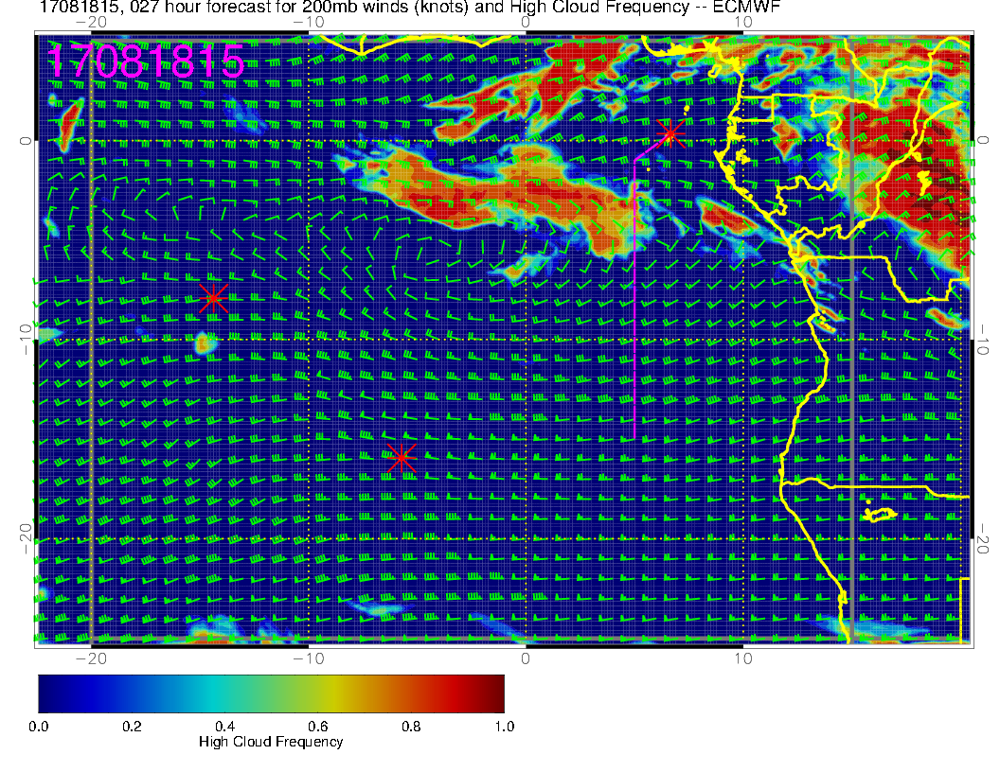 17081815, 027 hour forecast for 200mb winds (knots) and High Cloud Frequency -- ECMWF
−20 −10 0 10
17081815
0 0
−10 −10
−20 −20
−20 −10 0 10
0.0 0.2 0.4 0.6 0.8 1.0
High Cloud Frequency